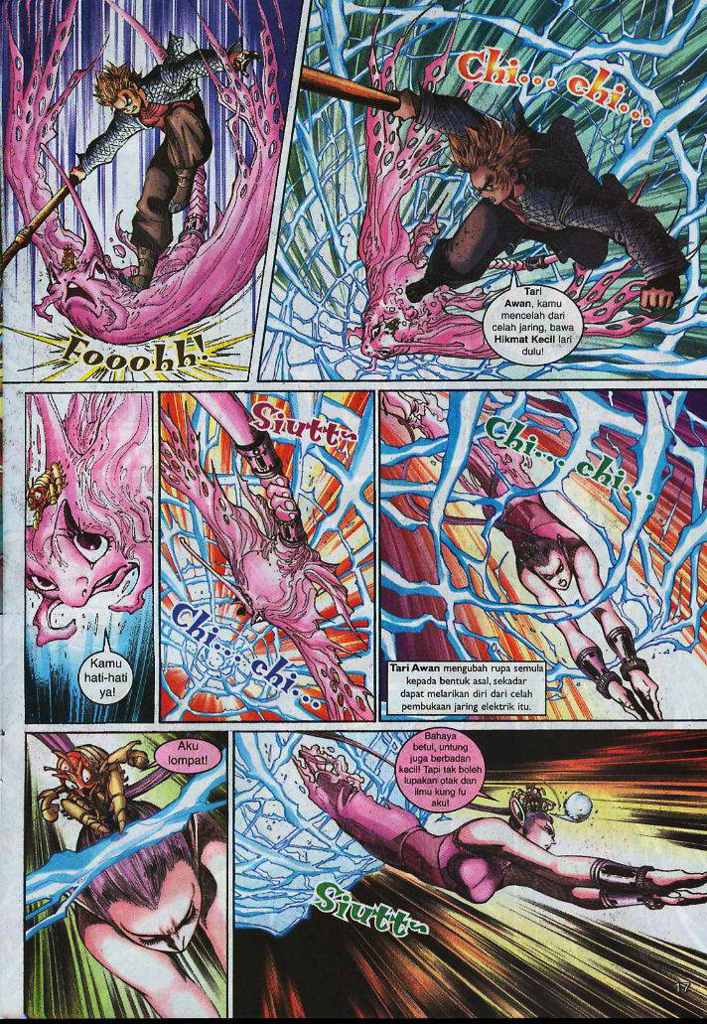 Fooohh!
Chi... chi...
Tari
Awan, kamu
mencelah dari
celah jaring, bawa
Hikmat Kecil lari
dulu!
Kamu
hati-hati
ya!
Siuttt
Chi... chi...
Chi... chi...
Tari Awan mengubah rupa semula
kepada bentuk asal, sekadar
dapat melarikan diri dari celah
pembukaan jaring elektrik itu.
Aku
lompat!
Bahaya
betul, untung
juga berbadan
kecil! Tapi tak boleh
lupakan otak dan
ilmu kung fu
aku!
Siuttt
17